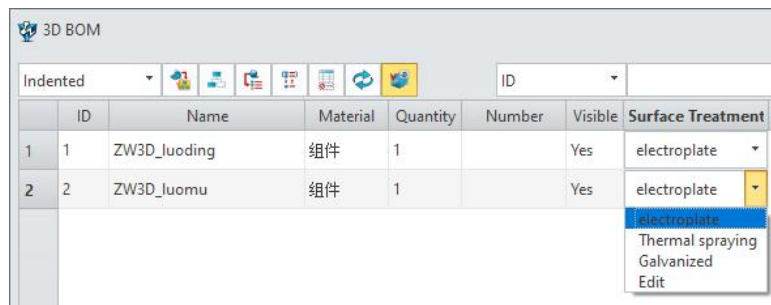 3D BOM
Indented ID
ID Name Material Quantity Number Visible Surface Treatment
1 1 ZW3D_luoding 组件 1 Yes electroplate
2 2 ZW3D_luomu 组件 1 Yes electroplate
electroplate
Thermal spraying
Galvanized
Edit